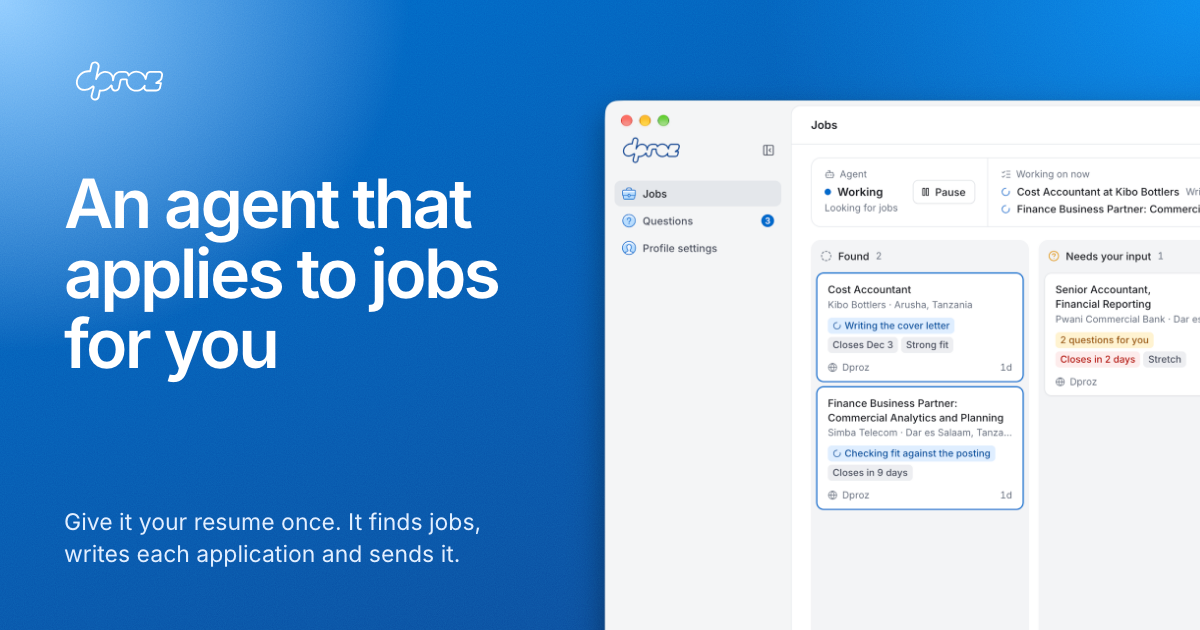 dproz
An agent that
applies to jobs
for you
Give it your resume once. It finds jobs,
writes each application and sends it.
dproz
Jobs
Questions
3
Profile settings
Jobs
Agent
Working
Looking for jobs
Pause
Working on now
Cost Accountant at Kibo Bottlers Wri
Finance Business Partner: Commerci
Found 2
Cost Accountant
Kibo Bottlers · Arusha, Tanzania
Writing the cover letter
Closes Dec 3 Strong fit
Dproz 1d
Finance Business Partner:
Commercial Analytics and Planning
Simba Telecom · Dar es Salaam, Tanza...
Checking fit against the posting
Closes in 9 days
Dproz 1d
Needs your input 1
Senior Accountant,
Financial Reporting
Pwani Commercial Bank · Dar es
2 questions for you
Closes in 2 days Stretch
Dproz